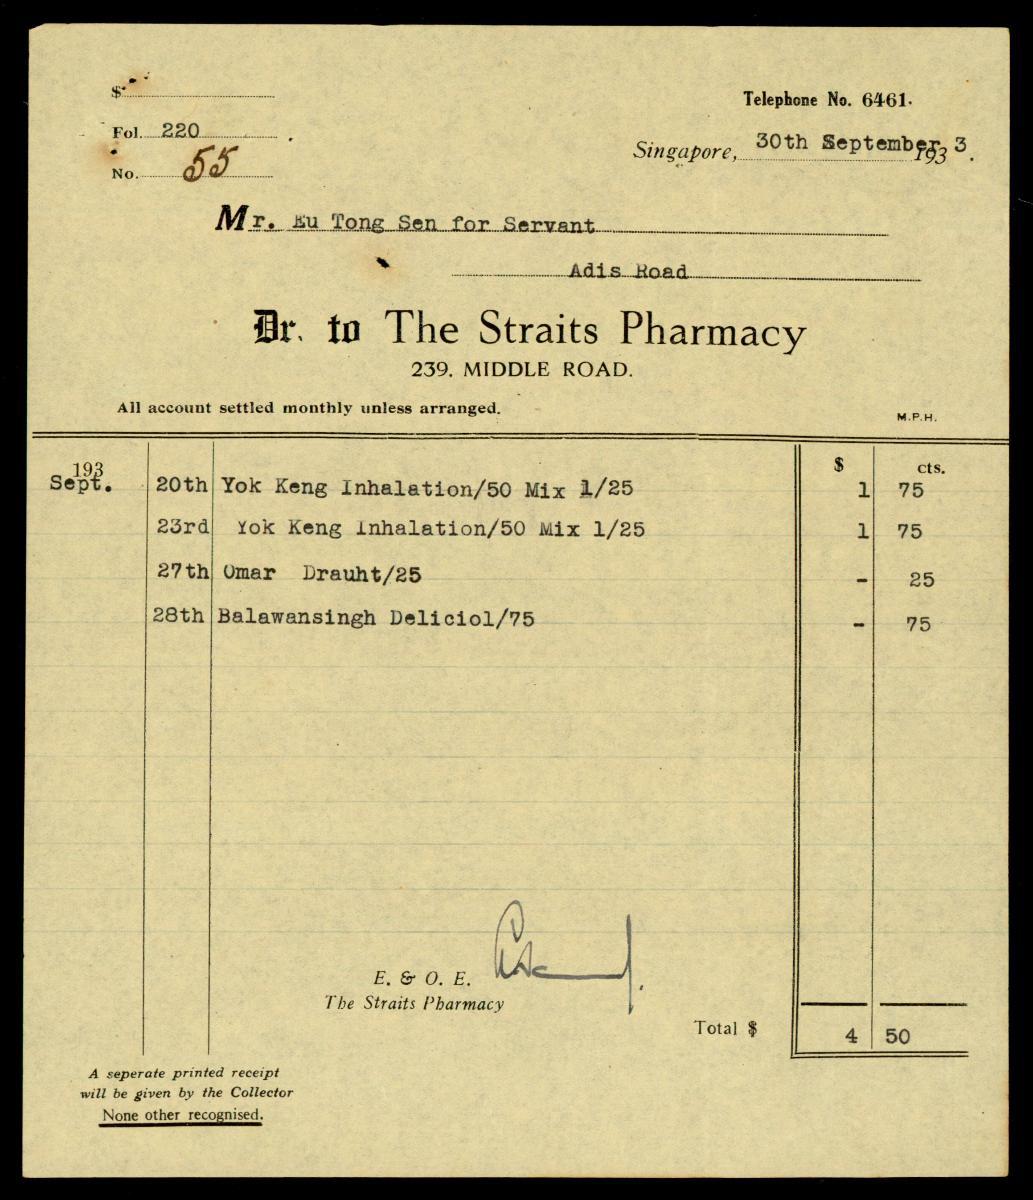 $
Telephone No. 6461.
Fol. 220
Singapore, 30th September 1933.
No. 55
Mr. Eu Tong Sen for Servant
Adis Road
Dr. to The Straits Pharmacy
239. MIDDLE ROAD.
All account settled monthly unless arranged.
M.P.H.
193 $ cts.
Sept. 20th Yok Keng Inhalation/50 Mix 1/25 1 75
23rd Yok Keng Inhalation/50 Mix 1/25 1 75
27th Omar Drauht/25 - 25
28th Balawansingh Deliciol/75 - 75
E. & O. E.
The Straits Pharmacy
Total $ 4 50
A seperate printed receipt
will be given by the Collector
None other recognised.